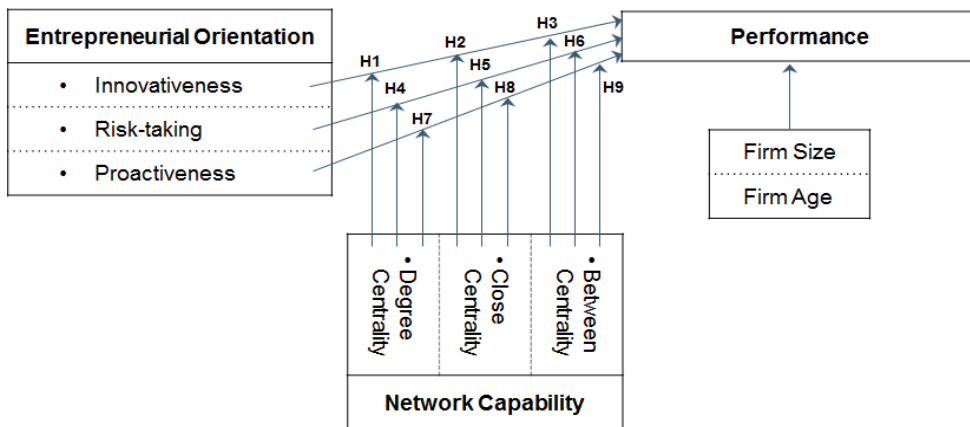 Entrepreneurial Orientation
• Innovativeness
• Risk-taking
• Proactiveness
H1
H2
H3
H4
H5
H6
H7
H8
H9
Performance
Firm Size
Firm Age
• Degree
Centrality
• Close
Centrality
• Between
Centrality
Network Capability